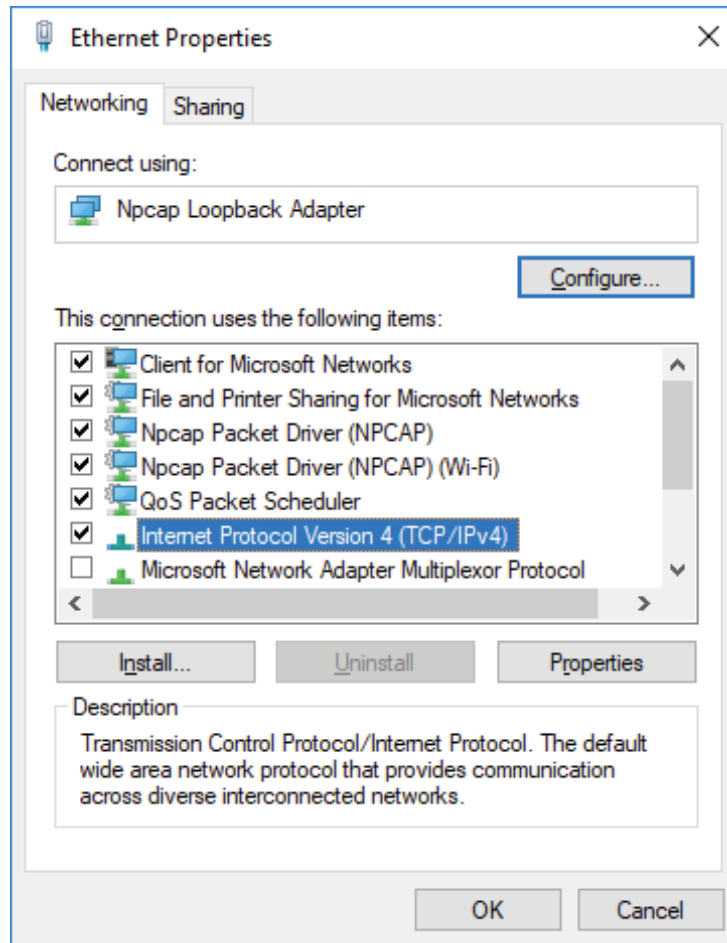 Ethernet Properties
Networking
Sharing
Connect using:
Npcap Loopback Adapter
Configure...
This connection uses the following items:
Client for Microsoft Networks
File and Printer Sharing for Microsoft Networks
Npcap Packet Driver (NPCAP)
Npcap Packet Driver (NPCAP) (Wi-Fi)
QoS Packet Scheduler
Internet Protocol Version 4 (TCP/IPv4)
Microsoft Network Adapter Multiplexor Protocol
Install...
Uninstall
Properties
Description
Transmission Control Protocol/Internet Protocol. The default
wide area network protocol that provides communication
across diverse interconnected networks.
OK
Cancel